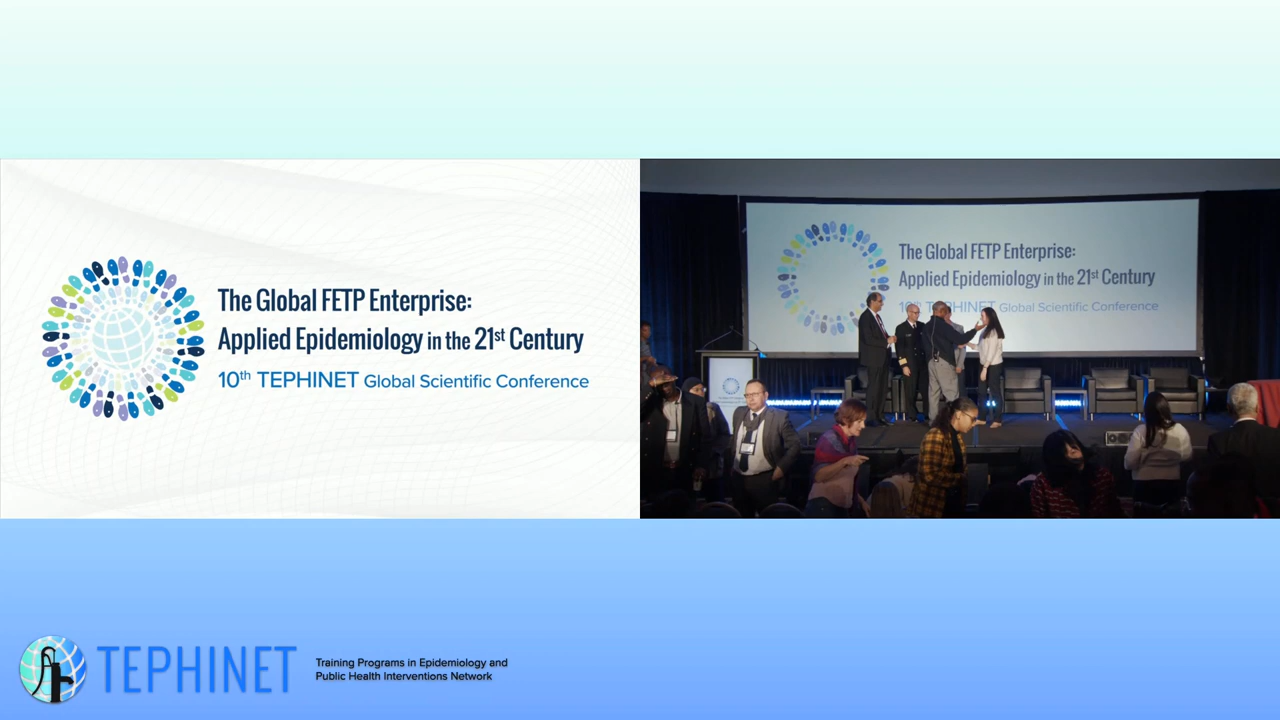 The Global FETP Enterprise:
Applied Epidemiology in the 21st Century
10th TEPHINET Global Scientific Conference
The Global FETP Enterprise:
Applied Epidemiology in the 21st Century
10th TEPHINET Global Scientific Conference
TEPHINET
Training Programs in Epidemiology and
Public Health Interventions Network